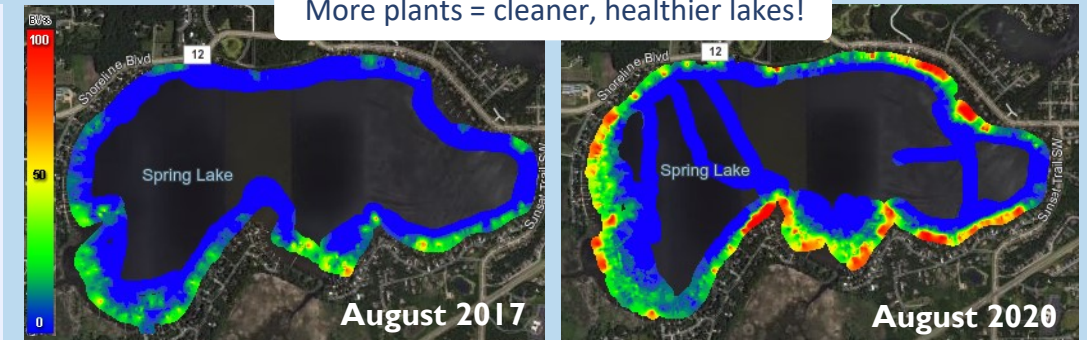 More plants = cleaner, healthier lakes!
BV%
100
50
0
Shoreline Blvd
12
Spring Lake
Sunset Trail SW
August 2017
Shoreline Blvd
12
Spring Lake
Sunset Trail SW
August 2020